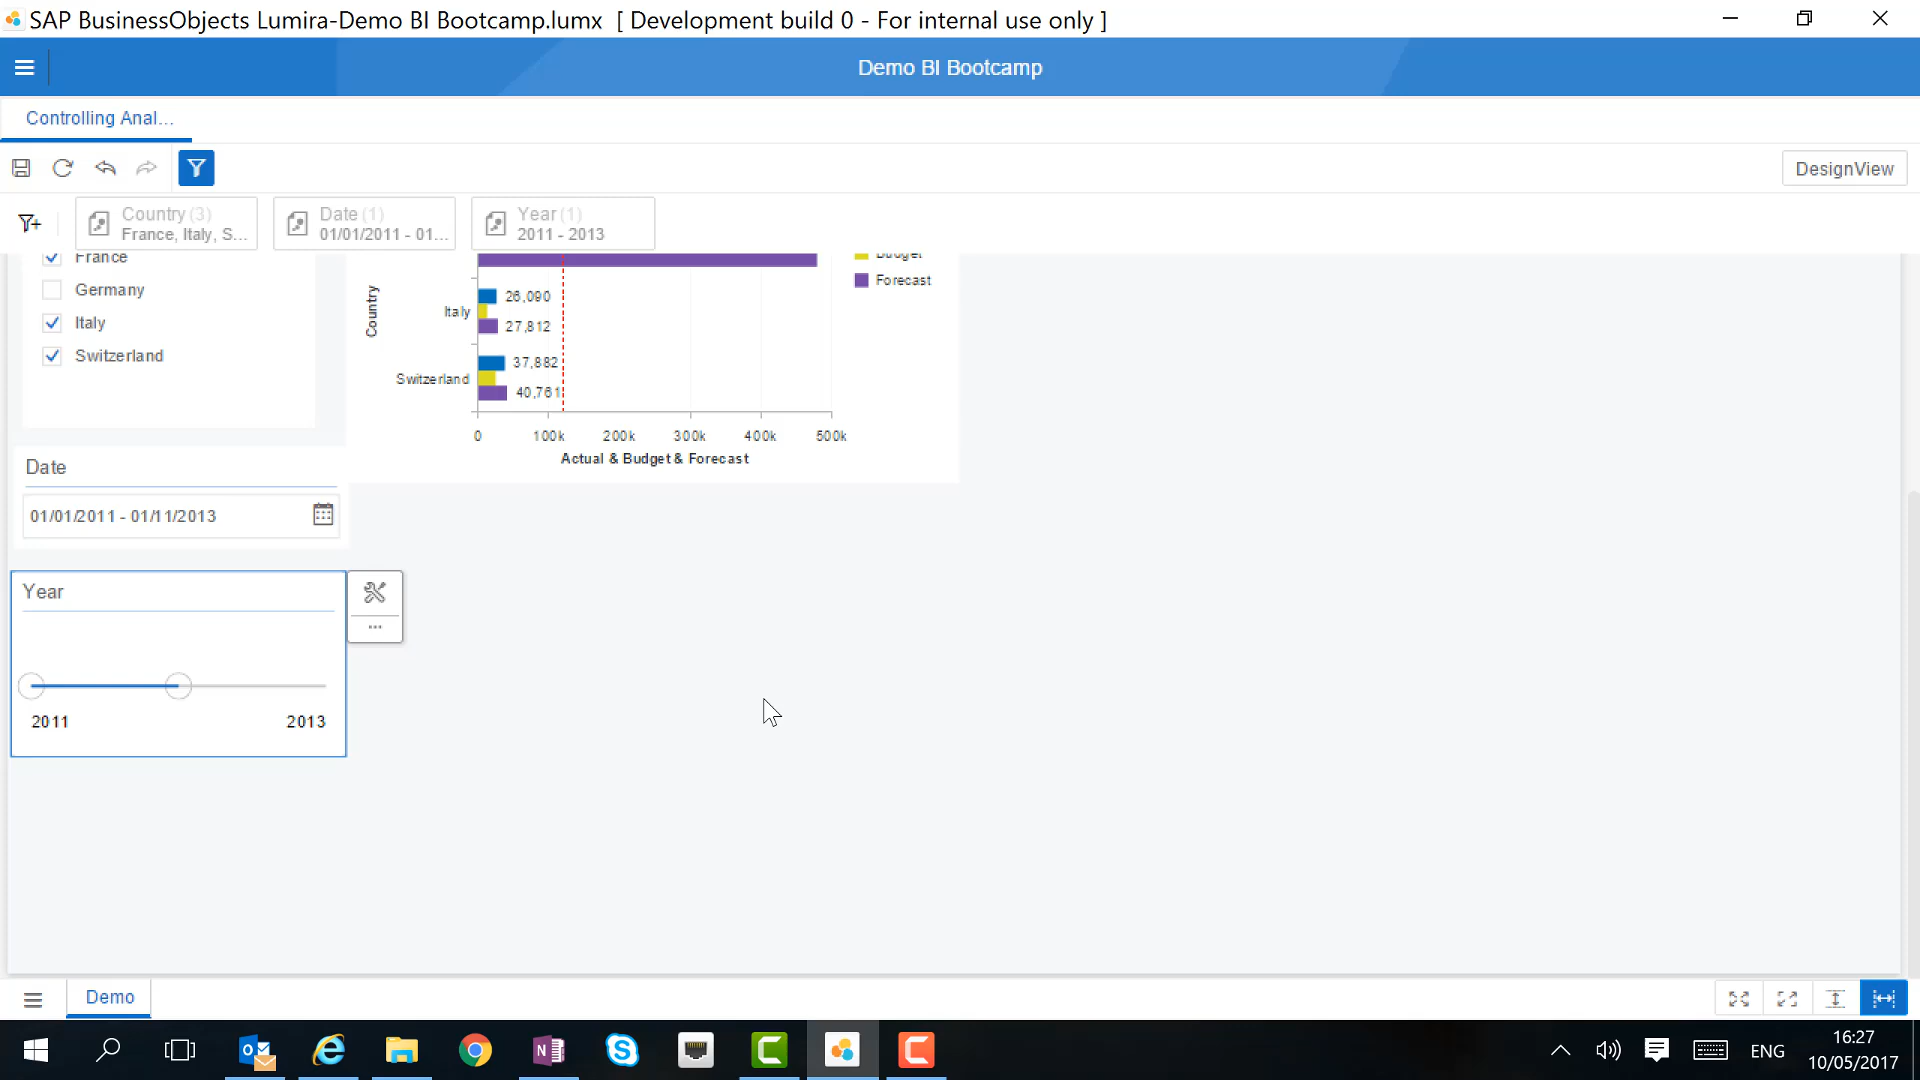 SAP BusinessObjects Lumira-Demo BI Bootcamp.lumx [ Development build 0 - For internal use only ]
Demo BI Bootcamp
Controlling Anal...
DesignView
Country (3)
France, Italy, S...
Date (1)
01/01/2011 - 01...
Year (1)
2011 - 2013
France
Germany
Italy
Switzerland
Budget
Forecast
Country
Italy
26,090
27,812
Switzerland
37,882
40,761
0 100k 200k 300k 400k 500k
Actual & Budget & Forecast
Date
01/01/2011 - 01/11/2013
Year
...
2011 2013
Demo
ENG
16:27
10/05/2017